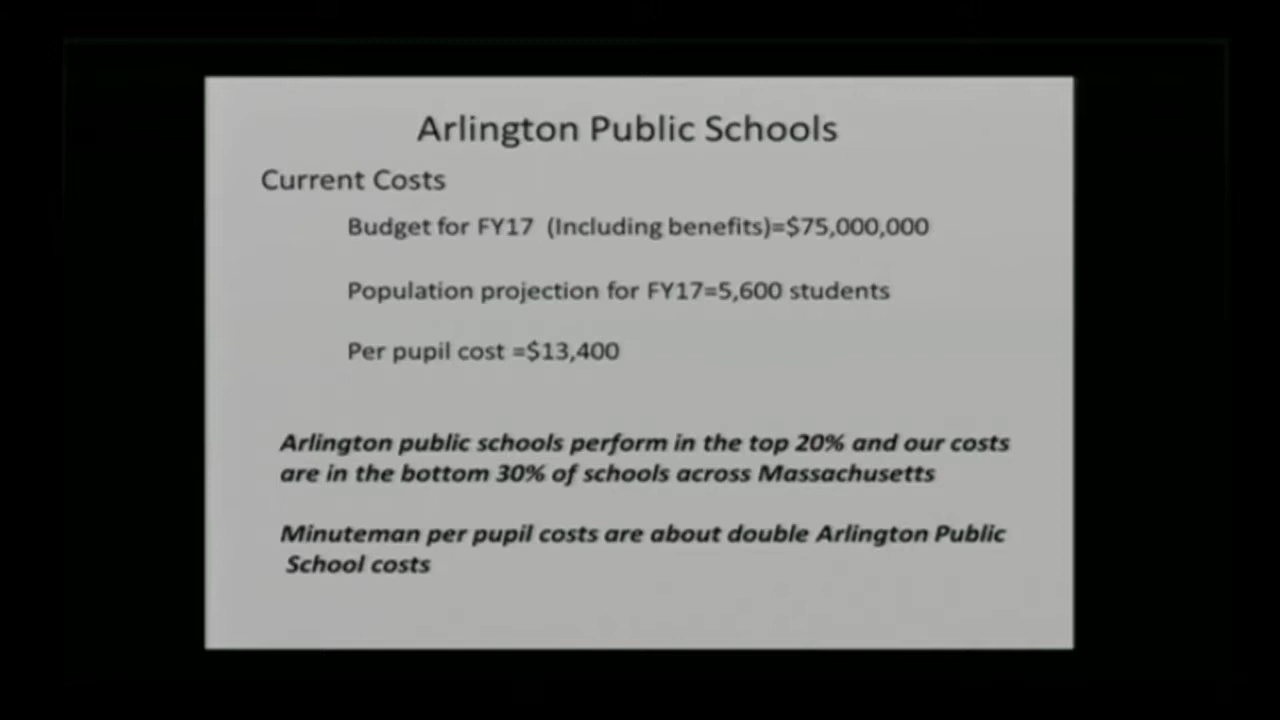 Arlington Public Schools
Current Costs
Budget for FY17 (Including benefits)=$75,000,000
Population projection for FY17=5,600 students
Per pupil cost =$13,400
Arlington public schools perform in the top 20% and our costs
are in the bottom 30% of schools across Massachusetts
Minuteman per pupil costs are about double Arlington Public
School costs